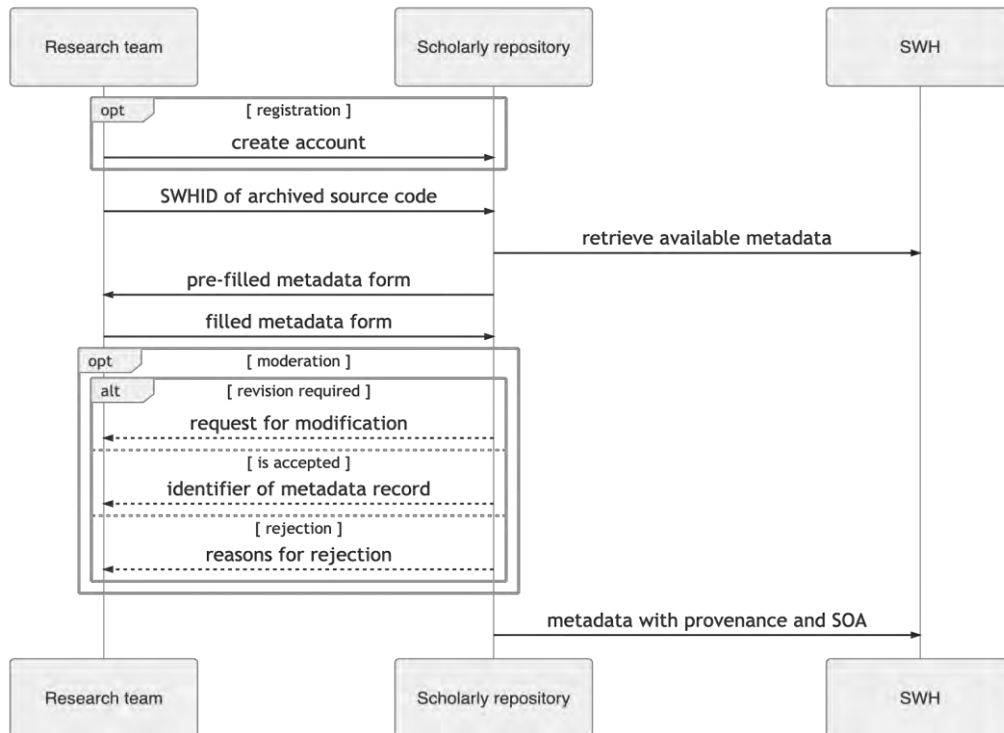 Research team
Scholarly repository
SWH
opt
[ registration ]
create account
SWHID of archived source code
retrieve available metadata
pre-filled metadata form
filled metadata form
opt
[ moderation ]
alt
[ revision required ]
request for modification
[ is accepted ]
identifier of metadata record
[ rejection ]
reasons for rejection
metadata with provenance and SOA
Research team
Scholarly repository
SWH